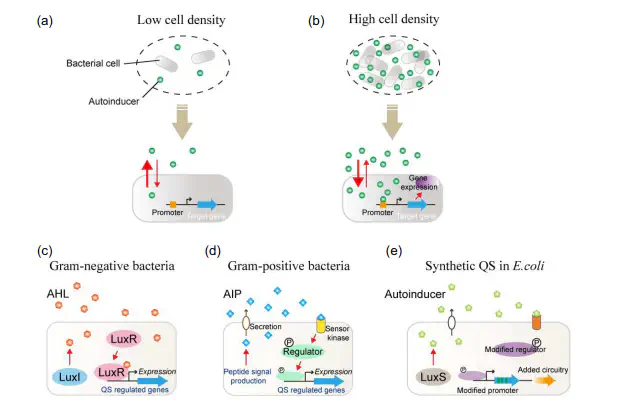 (a)
Low cell density
Bacterial cell
Autoinducer
Promoter
Target gene
(b)
High cell density
Gene
expression
Promoter
Target gene
(c)
Gram-negative bacteria
AHL
LuxR
LuxI
LuxR
Expression
QS regulated genes
(d)
Gram-positive bacteria
AIP
Secretion
Sensor
kinase
P
Regulator
Peptide signal
production
P
Expression
QS regulated genes
(e)
Synthetic QS in E.coli
Autoinducer
P
Modified regulator
LuxS
P
Added circuitry
Modified promoter